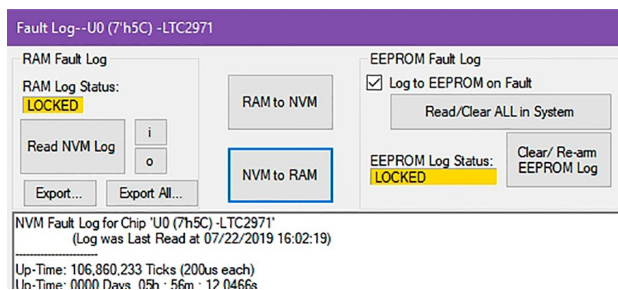 Fault Log--U0 (7'h5C) -LTC2971
RAM Fault Log
RAM Log Status:
LOCKED
Read NVM Log
i
o
Export...
Export All...
RAM to NVM
NVM to RAM
EEPROM Fault Log
Log to EEPROM on Fault
Read/Clear ALL in System
EEPROM Log Status:
LOCKED
Clear/ Re-arm
EEPROM Log
NVM Fault Log for Chip 'U0 (7'h5C) -LTC2971'
(Log was Last Read at 07/22/2019 16:02:19)
----------------------
Up-Time: 106,860,233 Ticks (200us each)
Up-Time: 0000 Days, 05h : 56m : 12.0466s